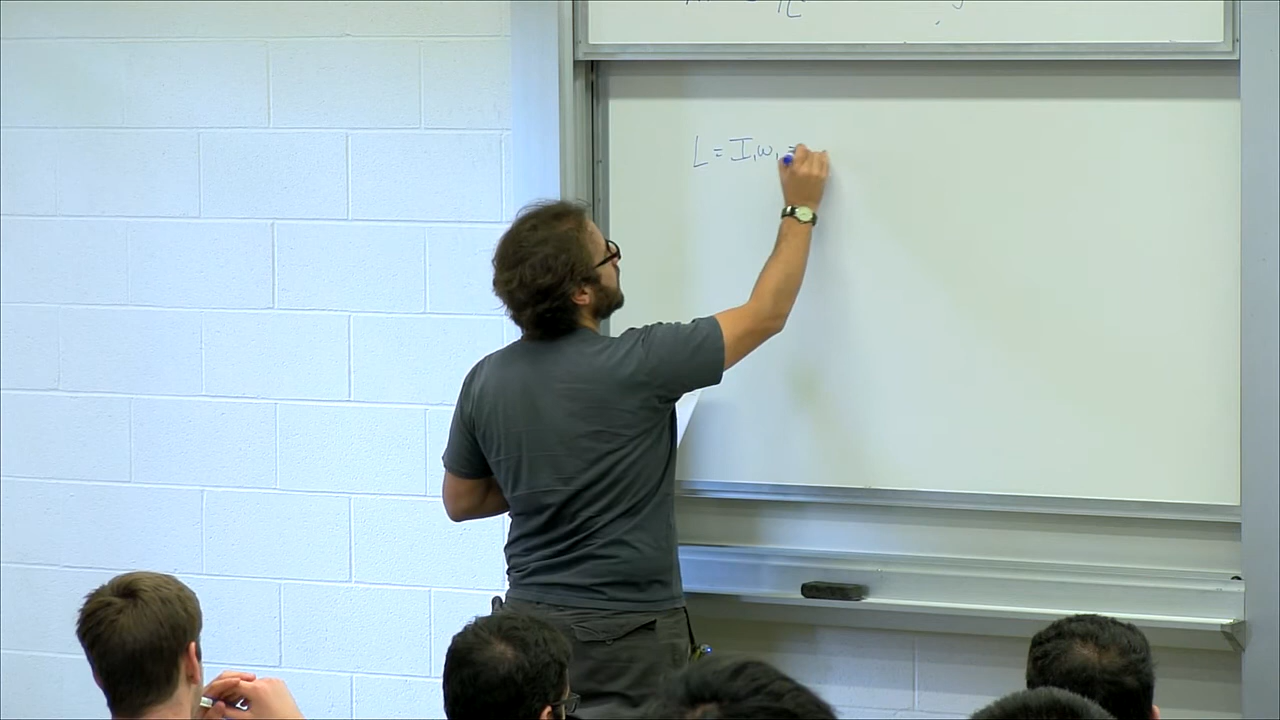 L = I₁ω₁ =